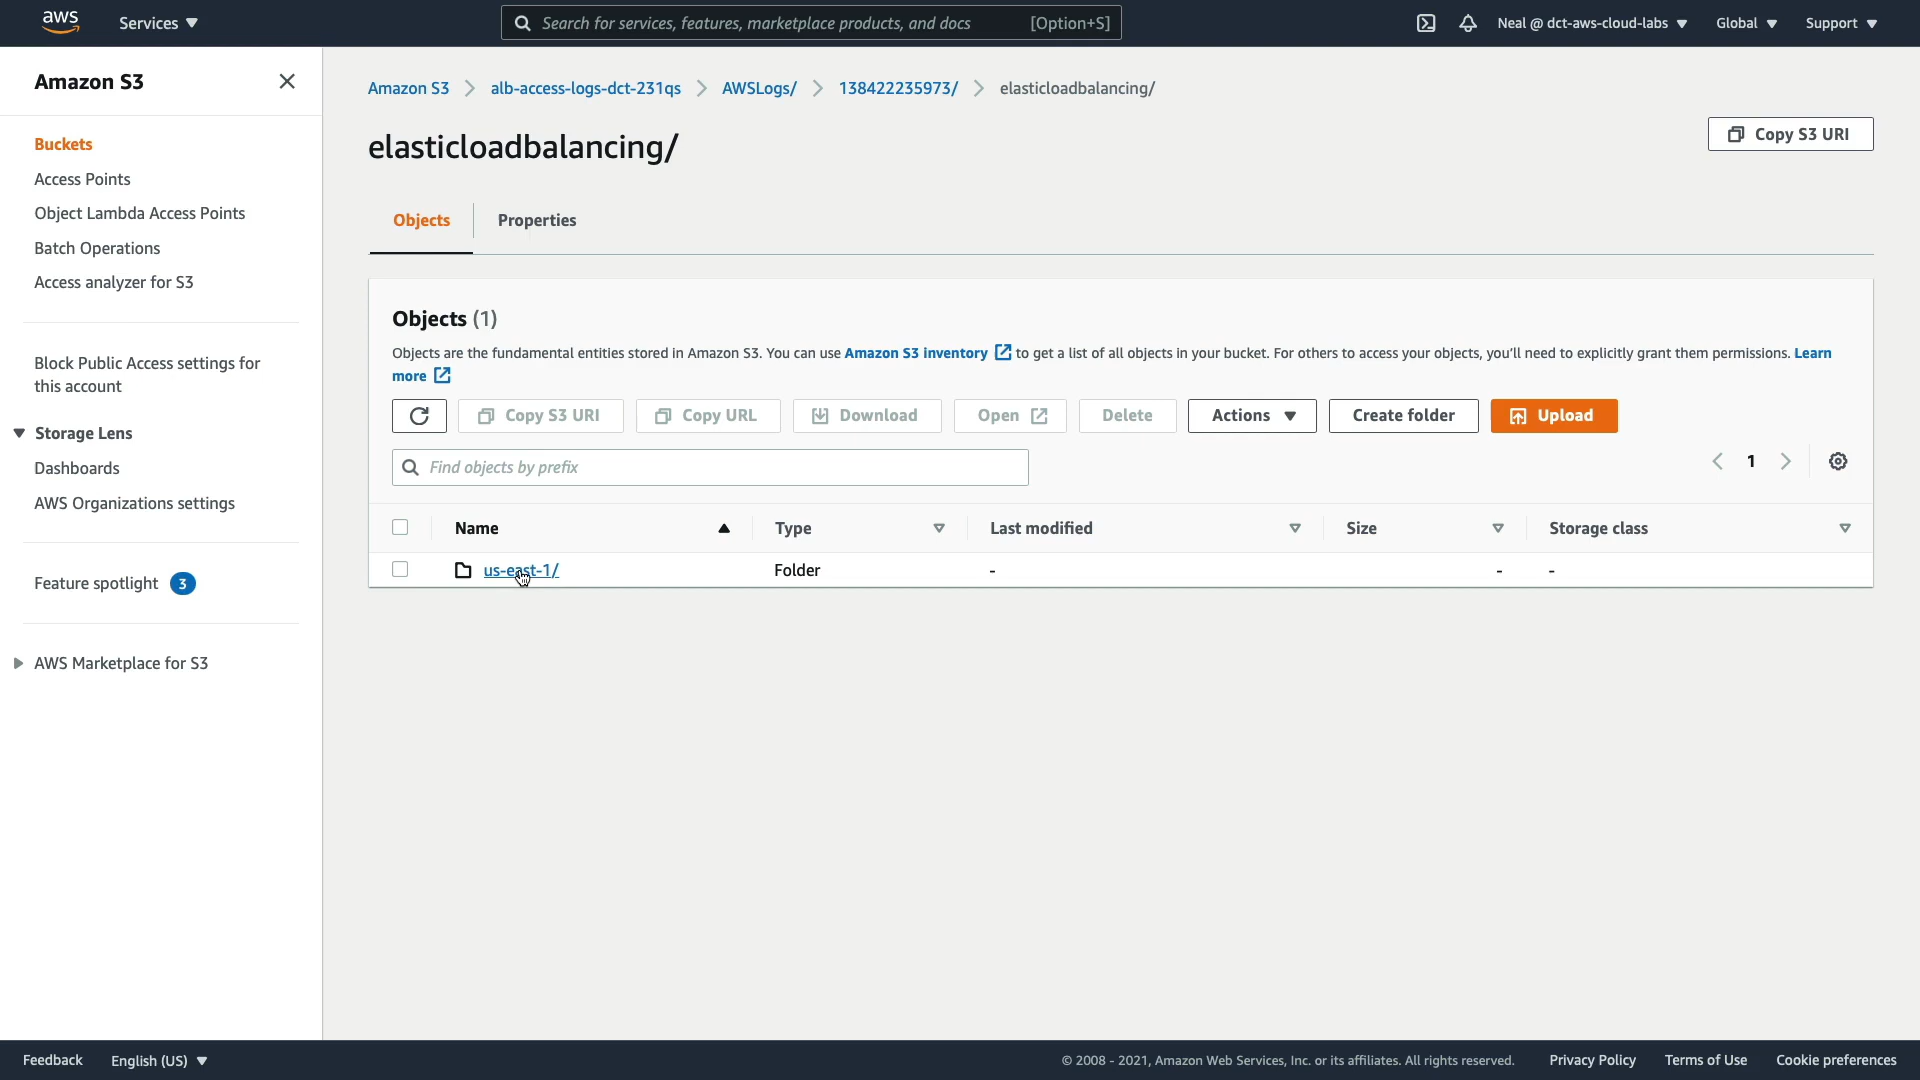 aws
Services
Search for services, features, marketplace products, and docs
[Option+S]
Neal @ dct-aws-cloud-labs
Global
Support
Amazon S3
Buckets
Access Points
Object Lambda Access Points
Batch Operations
Access analyzer for S3
Block Public Access settings for
this account
Storage Lens
Dashboards
AWS Organizations settings
Feature spotlight 3
AWS Marketplace for S3
Amazon S3 > alb-access-logs-dct-231qs > AWSLogs/ > 138422235973/ > elasticloadbalancing/
elasticloadbalancing/
Copy S3 URI
Objects
Properties
Objects (1)
Objects are the fundamental entities stored in Amazon S3. You can use Amazon S3 inventory to get a list of all objects in your bucket. For others to access your objects, you'll need to explicitly grant them permissions. Learn
more
Copy S3 URI
Copy URL
Download
Open
Delete
Actions
Create folder
Upload
Find objects by prefix
1
Name
Type
Last modified
Size
Storage class
us-east-1/
Folder
-
-
-
Feedback
English (US)
© 2008 - 2021, Amazon Web Services, Inc. or its affiliates. All rights reserved.
Privacy Policy
Terms of Use
Cookie preferences